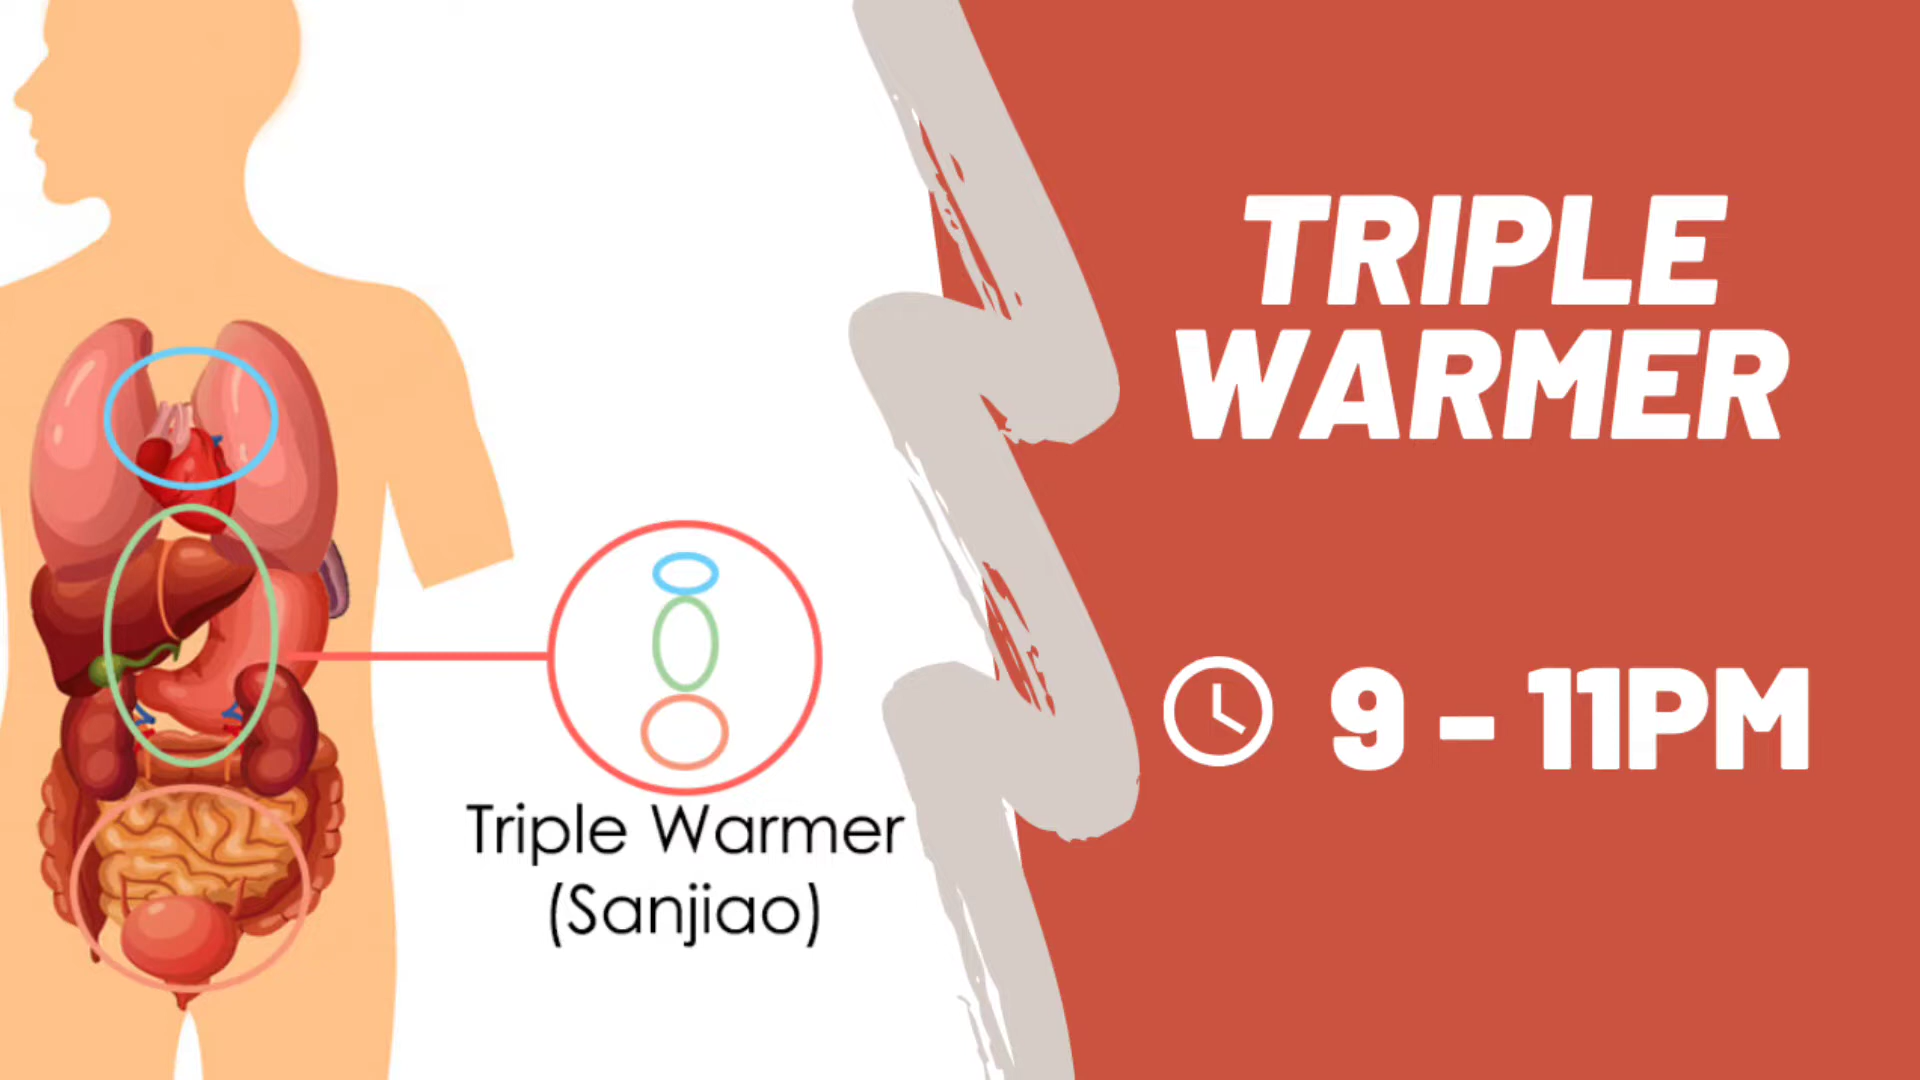 TRIPLE
WARMER
9 - 11PM
Triple Warmer
(Sanjiao)